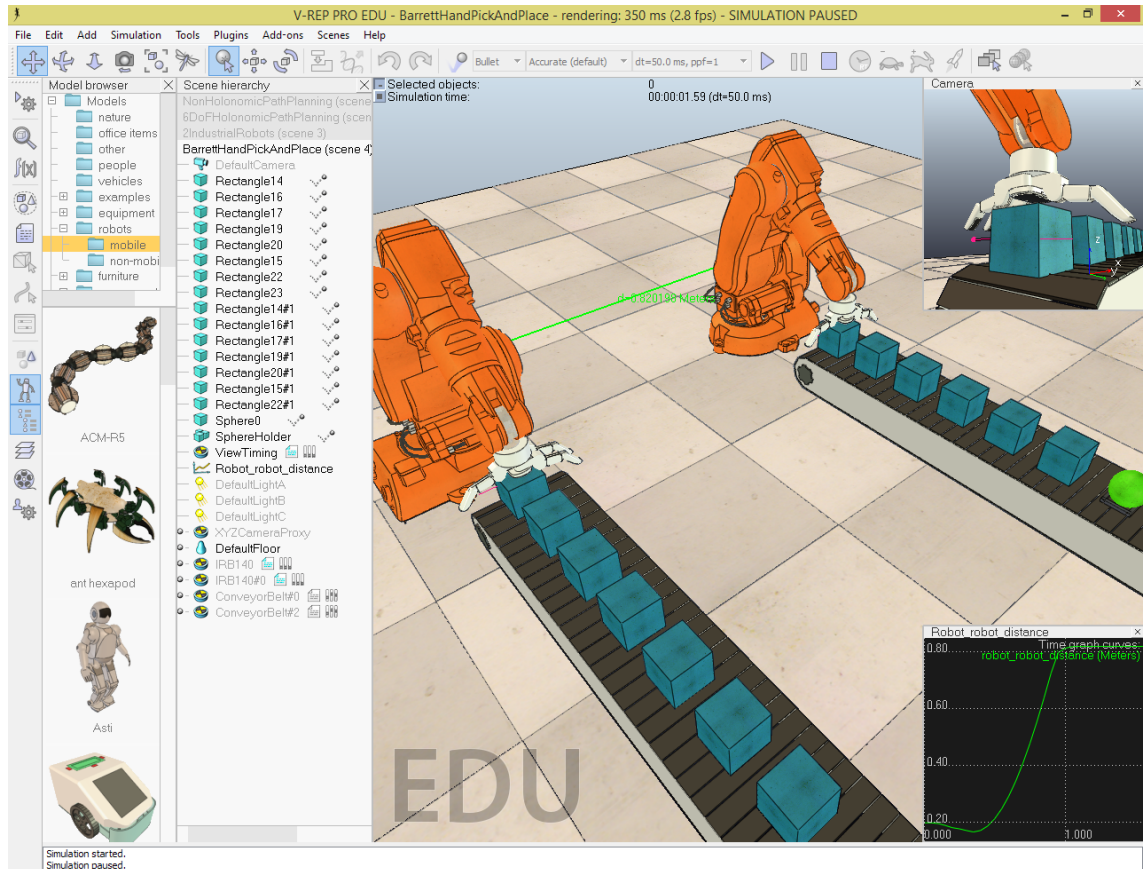 V-REP PRO EDU - BarrettHandPickAndPlace - rendering: 350 ms (2.8 fps) - SIMULATION PAUSED
File Edit Add Simulation Tools Plugins Add-ons Scenes Help
Bullet Accurate (default) dt=50.0 ms, ppf=1
Model browser
Models
nature
office items
other
people
vehicles
examples
equipment
robots
mobile
non-mobi
furniture
ACM-R5
ant hexapod
Asti
Scene hierarchy
NonHolonomicPathPlanning (scene
6DoFHolonomicPathPlanning (scen
2IndustrialRobots (scene 3)
BarrettHandPickAndPlace (scene 4)
DefaultCamera
Rectangle14
Rectangle16
Rectangle17
Rectangle19
Rectangle20
Rectangle15
Rectangle22
Rectangle23
Rectangle14#1
Rectangle16#1
Rectangle17#1
Rectangle19#1
Rectangle20#1
Rectangle15#1
Rectangle22#1
Sphere0
SphereHolder
ViewTiming
Robot_robot_distance
DefaultLightA
DefaultLightB
DefaultLightC
XYZCameraProxy
DefaultFloor
IRB140
IRB140#0
ConveyorBelt#0
ConveyorBelt#2
Selected objects: 0
Simulation time: 00:00:01.59 (dt=50.0 ms)
d=0.820193 Meters
EDU
Camera
z
x
y
Robot_robot_distance
Time graph curves:
robot_robot_distance (Meters)
0.80
0.60
0.40
0.20
0.000 1.000
Simulation started.
Simulation paused.